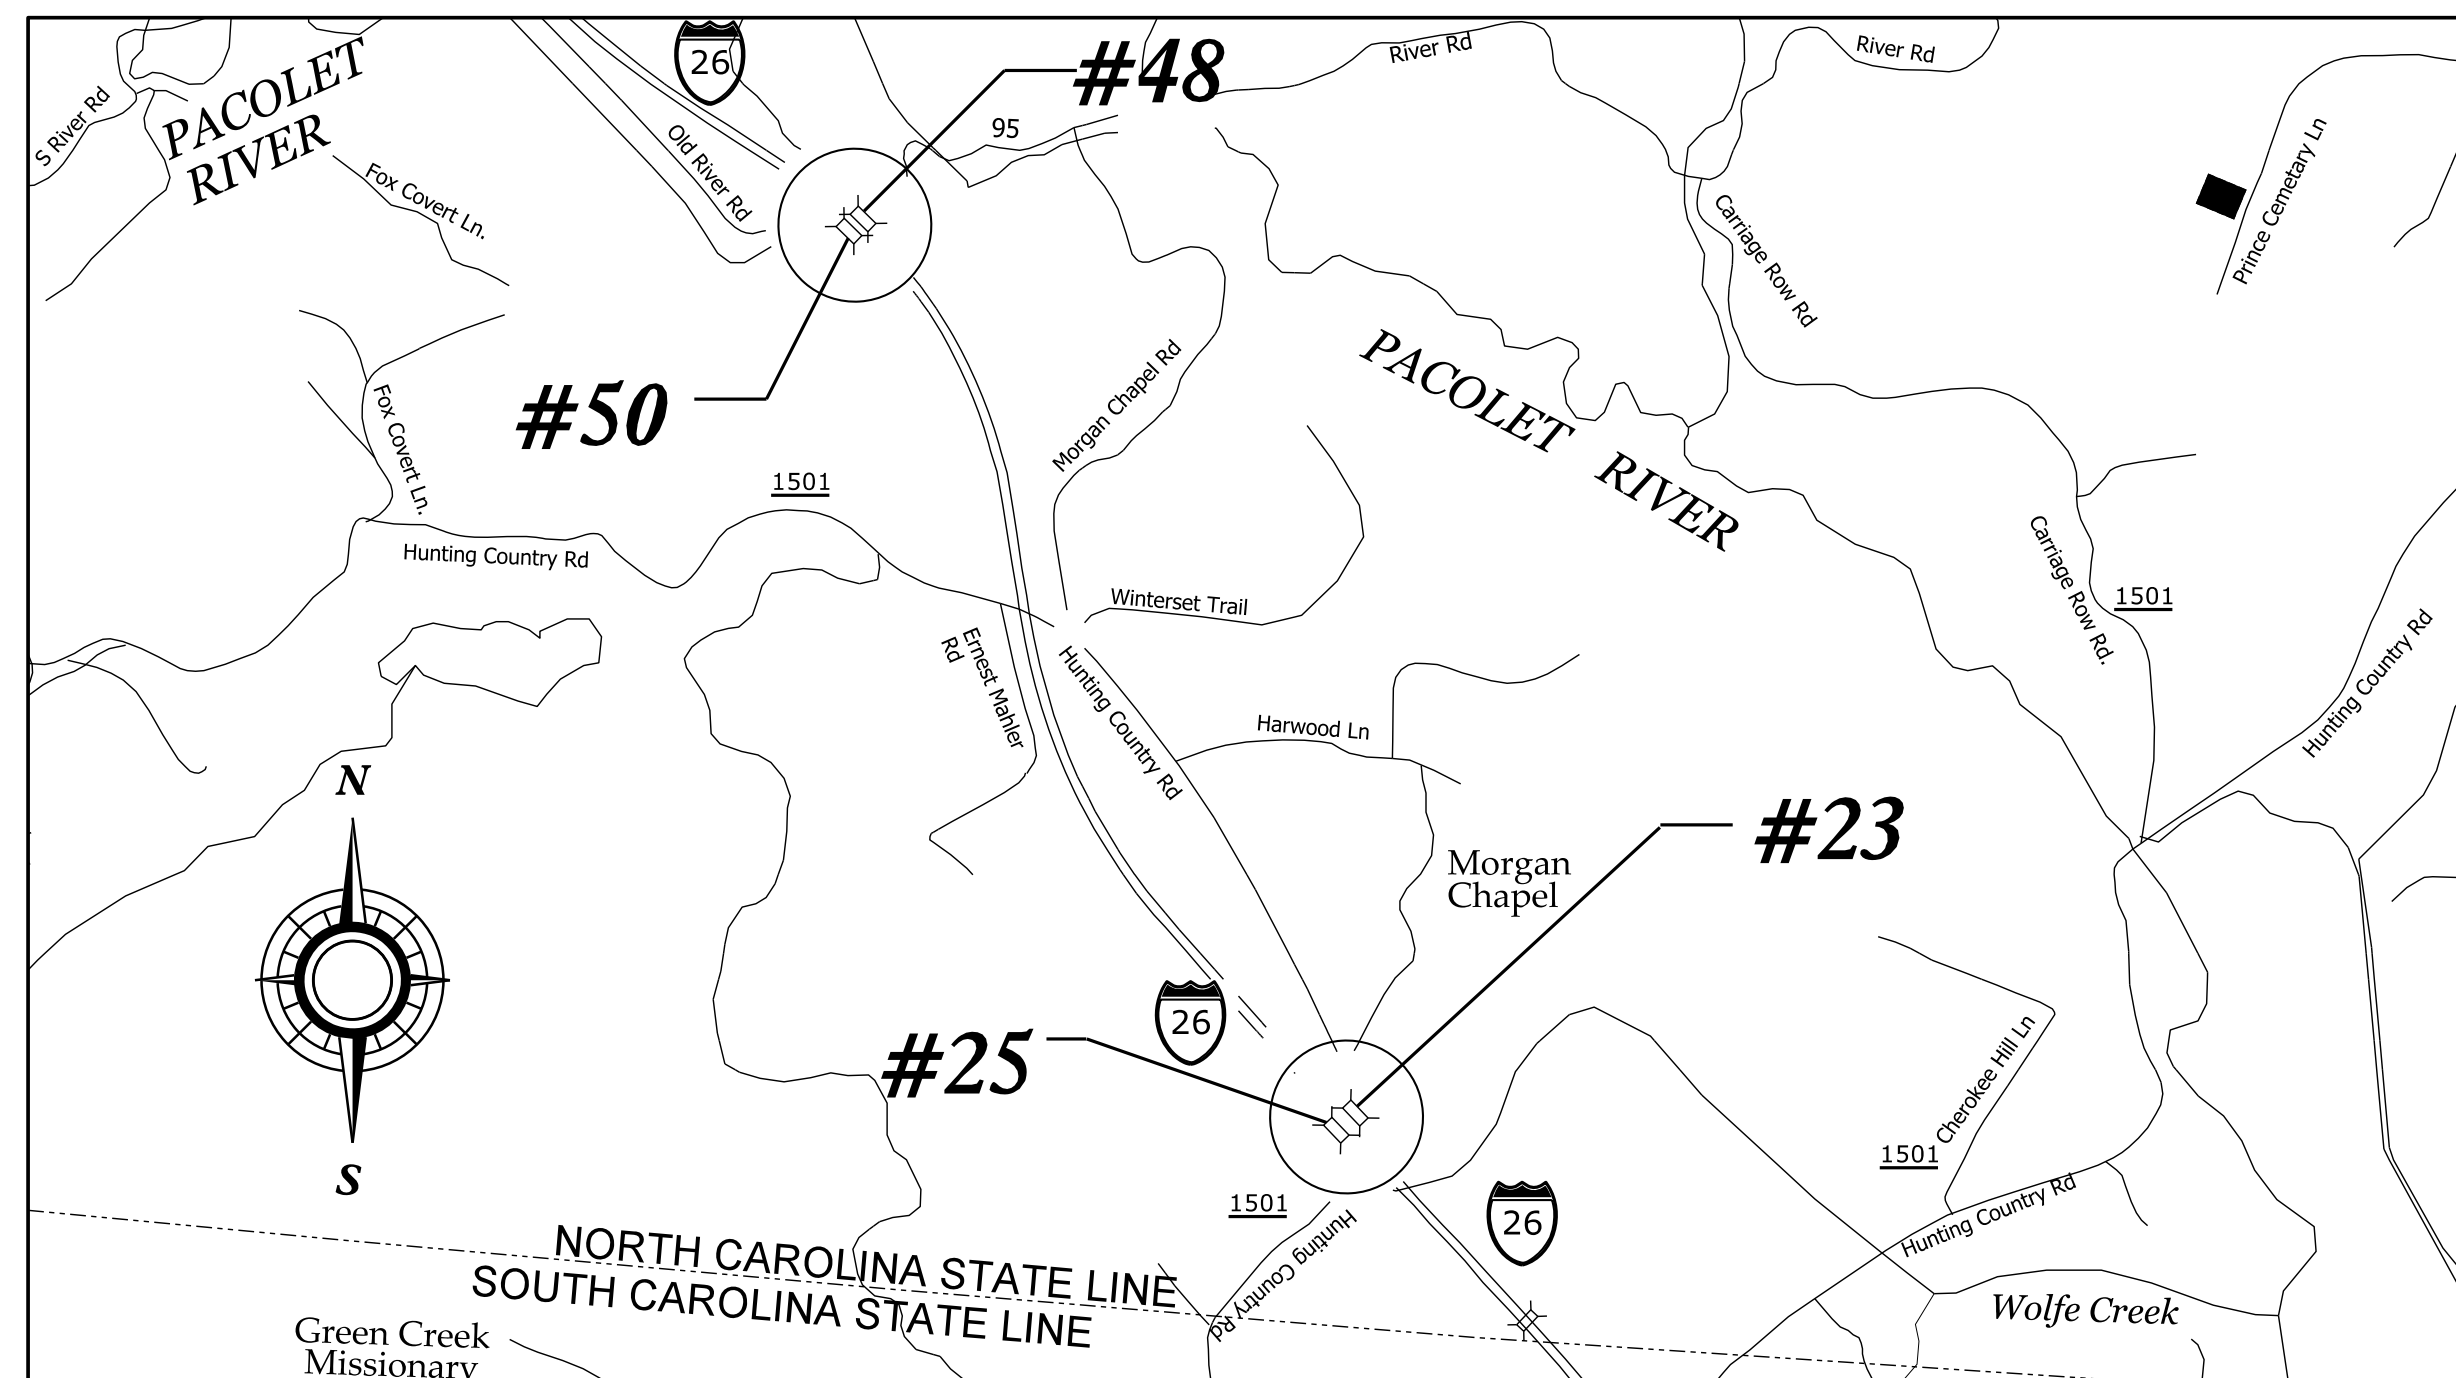 26
#48
River Rd
River Rd
PACOLET
RIVER
S River Rd
Old River Rd
95
Prince Cemetary Ln
Fox Covert Ln.
Carriage Row Rd
PACOLET RIVER
Morgan Chapel Rd
#50
Fox Covert Ln.
1501
Hunting Country Rd
Carriage Row Rd.
1501
Winterset Trail
Ernest Mahler
Rd
Hunting Country Rd
Hunting Country Rd
Harwood Ln
N
#23
Morgan
Chapel
26
#25
Cherokee Hill Ln
1501
S
1501
26
Hunting Country Rd
Hunting Country Rd
NORTH CAROLINA STATE LINE
SOUTH CAROLINA STATE LINE
Wolfe Creek
Green Creek
Missionary